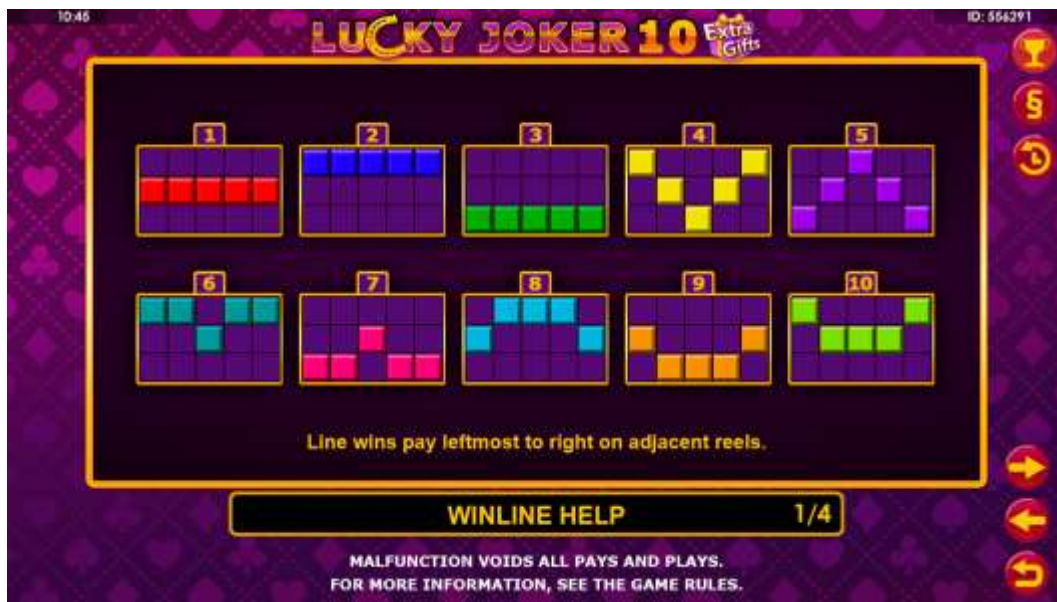 10:45
ID: 556291
LUCKY JOKER 10 Extra Gifts
1 2 3 4 5
6 7 8 9 10
Line wins pay leftmost to right on adjacent reels.
WINLINE HELP 1/4
MALFUNCTION VOIDS ALL PAYS AND PLAYS.
FOR MORE INFORMATION, SEE THE GAME RULES.
§